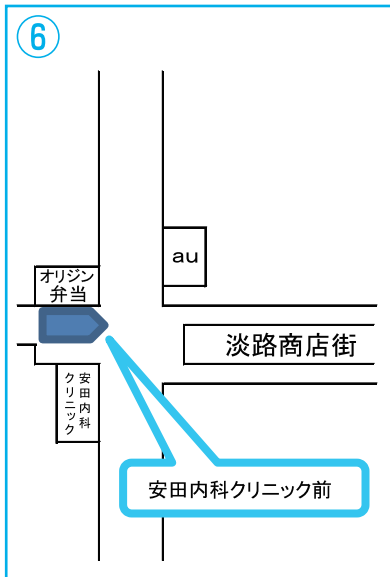 ⑥
au
オリジン
弁当
淡路商店街
安田内科
クリニック
安田内科クリニック前